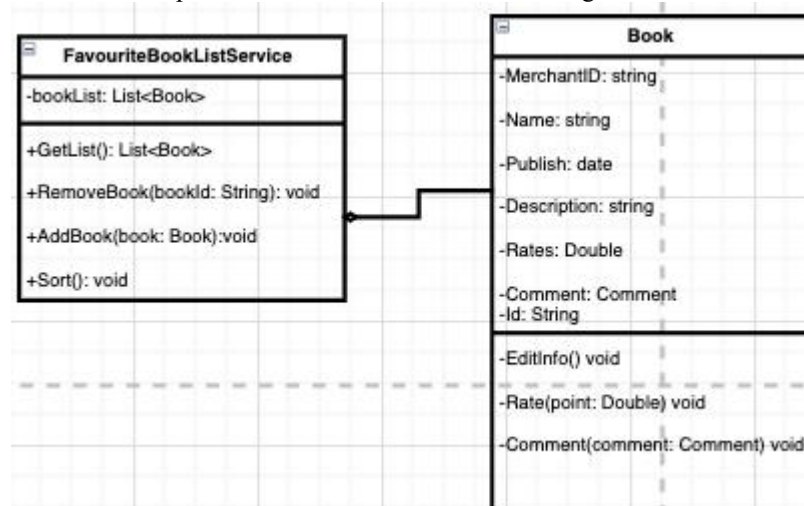 FavouriteBookListService
-bookList: List<Book>
+GetList(): List<Book>
+RemoveBook(bookId: String): void
+AddBook(book: Book):void
+Sort(): void
Book
-MerchantID: string
-Name: string
-Publish: date
-Description: string
-Rates: Double
-Comment: Comment
-Id: String
-EditInfo() void
-Rate(point: Double) void
-Comment(comment: Comment) void